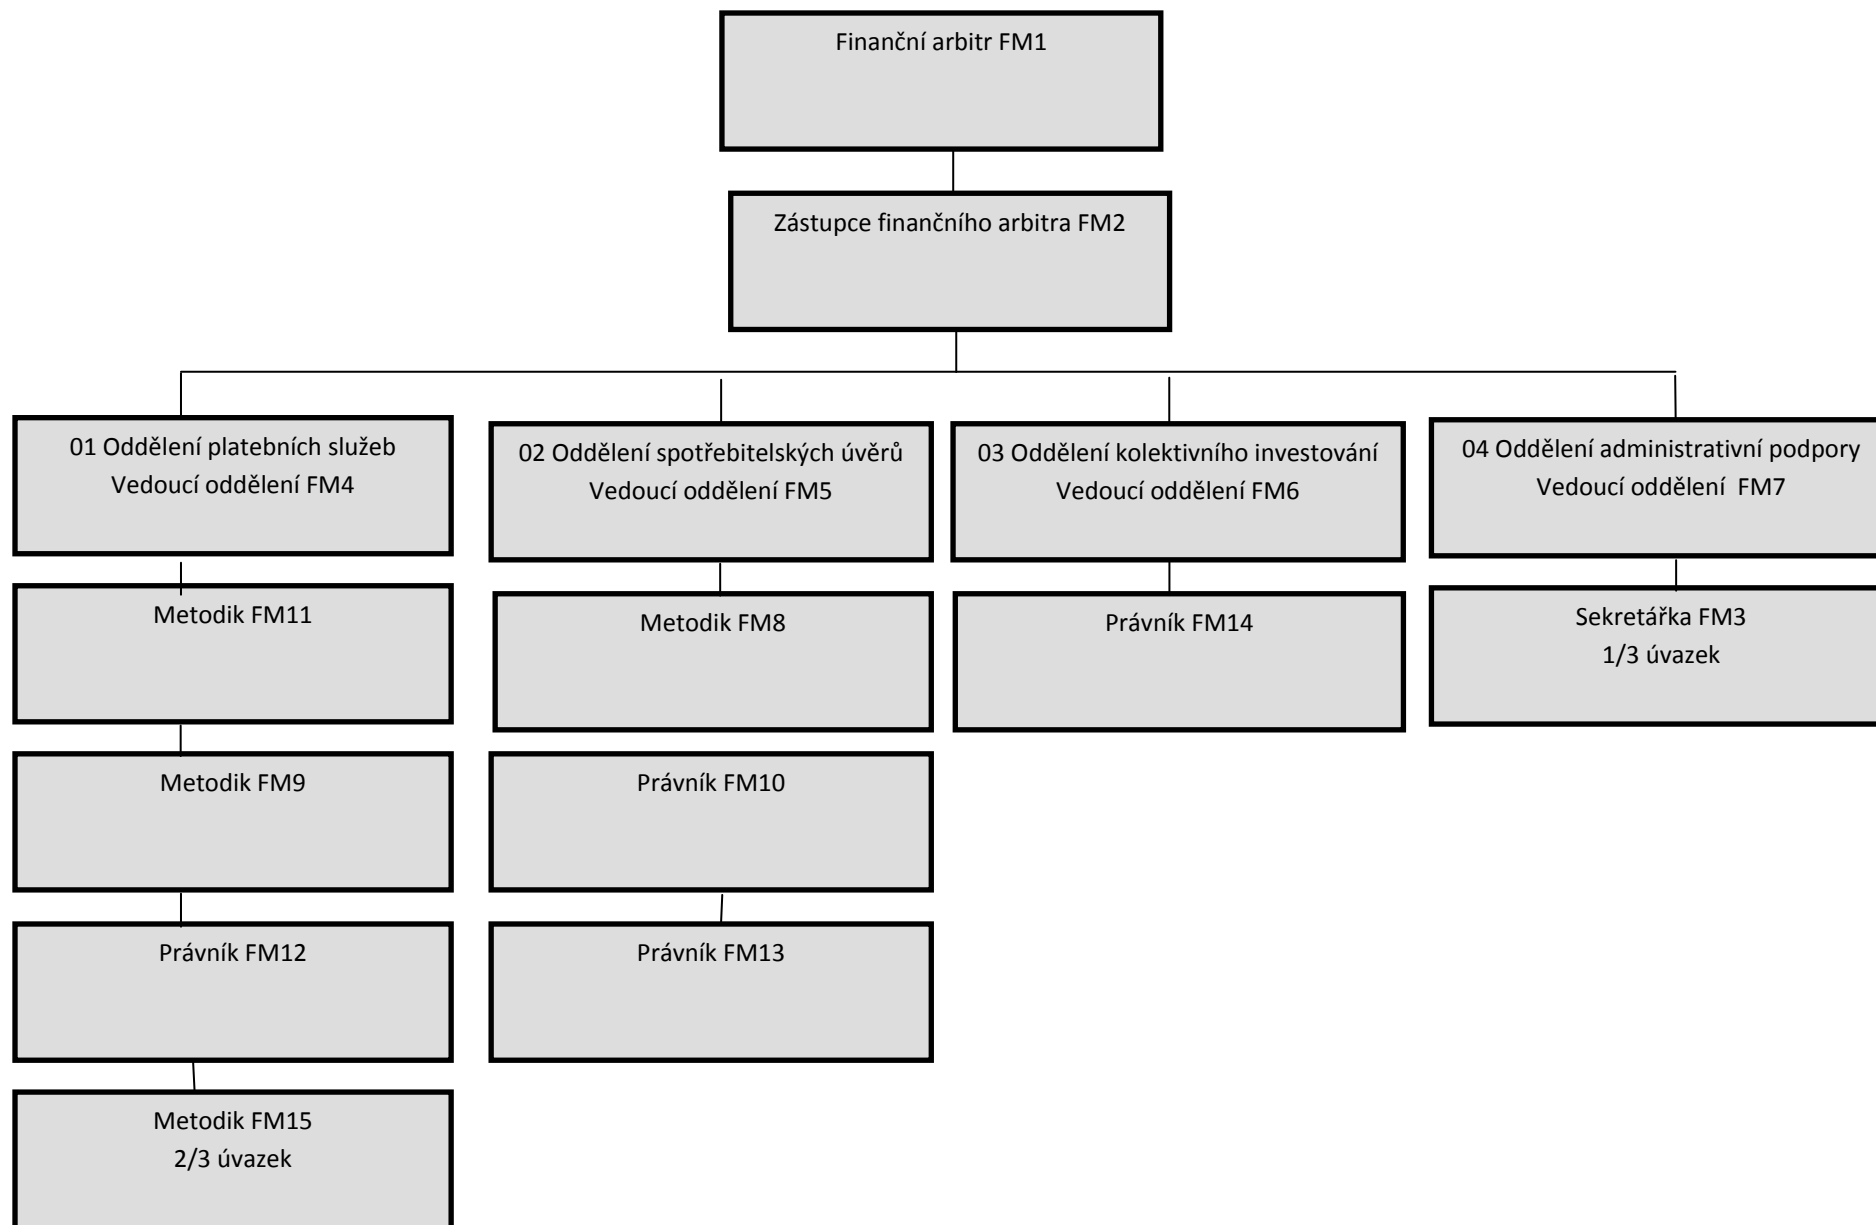 Finanční arbitr FM1
Zástupce finančního arbitra FM2
01 Oddělení platebních služeb
Vedoucí oddělení FM4
02 Oddělení spotřebitelských úvěrů
Vedoucí oddělení FM5
03 Oddělení kolektivního investování
Vedoucí oddělení FM6
04 Oddělení administrativní podpory
Vedoucí oddělení  FM7
Metodik FM11
Metodik FM8
Právník FM14
Sekretářka FM3
1/3 úvazek
Metodik FM9
Právník FM10
Právník FM12
Právník FM13
Metodik FM15
2/3 úvazek